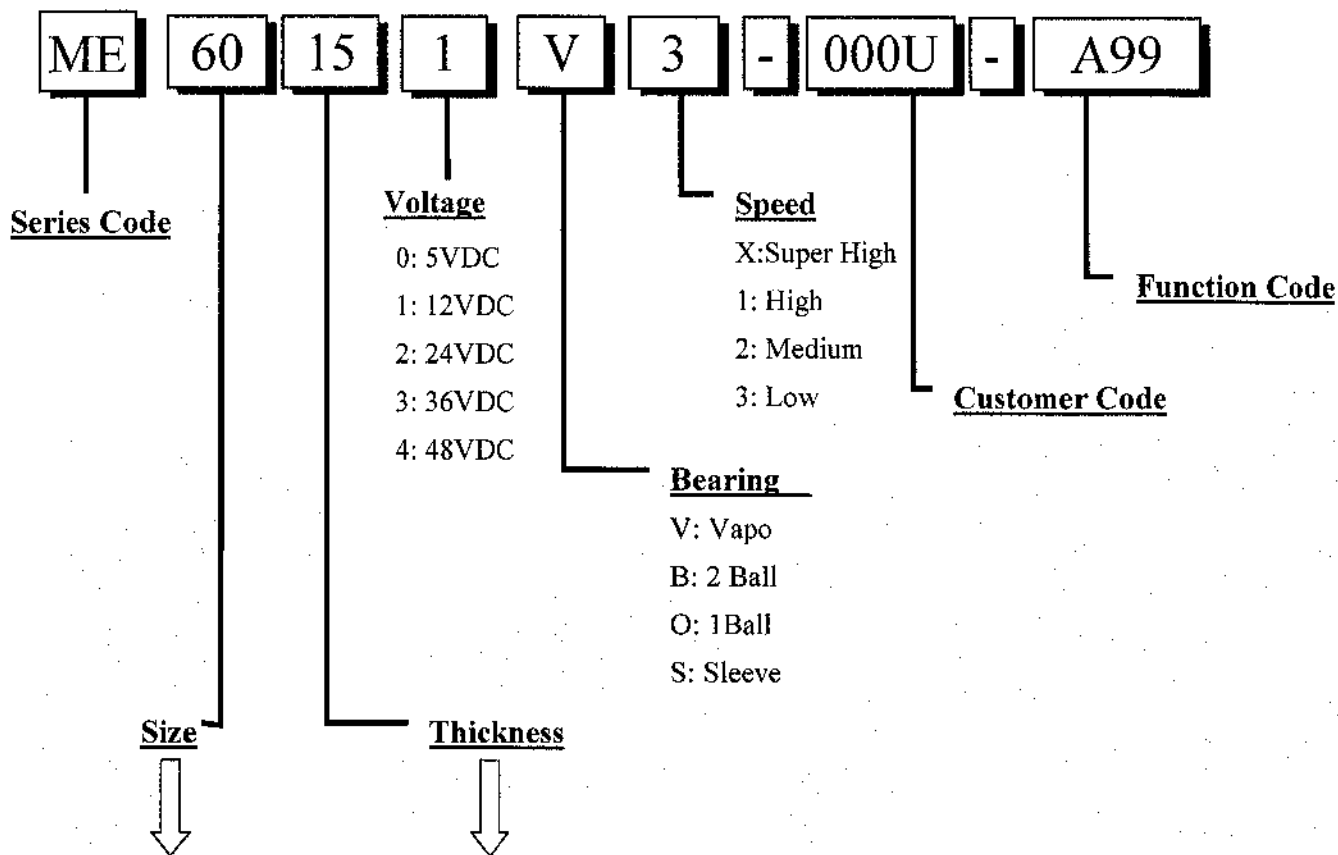 ME 60 15 1 V 3 - 000U - A99
Series Code
Voltage
0: 5VDC
1: 12VDC
2: 24VDC
3: 36VDC
4: 48VDC
Speed
X:Super High
1: High
2: Medium
3: Low
Function Code
Customer Code
Bearing
V: Vapo
B: 2 Ball
O: 1Ball
S: Sleeve
Size
Thickness